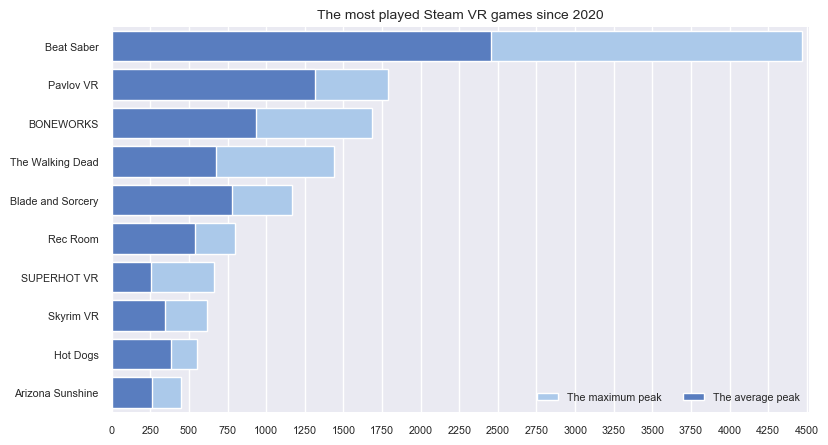 The most played Steam VR games since 2020
Beat Saber
Pavlov VR
BONEWORKS
The Walking Dead
Blade and Sorcery
Rec Room
SUPERHOT VR
Skyrim VR
Hot Dogs
Arizona Sunshine
The maximum peak The average peak
0 250 500 750 1000 1250 1500 1750 2000 2250 2500 2750 3000 3250 3500 3750 4000 4250 4500